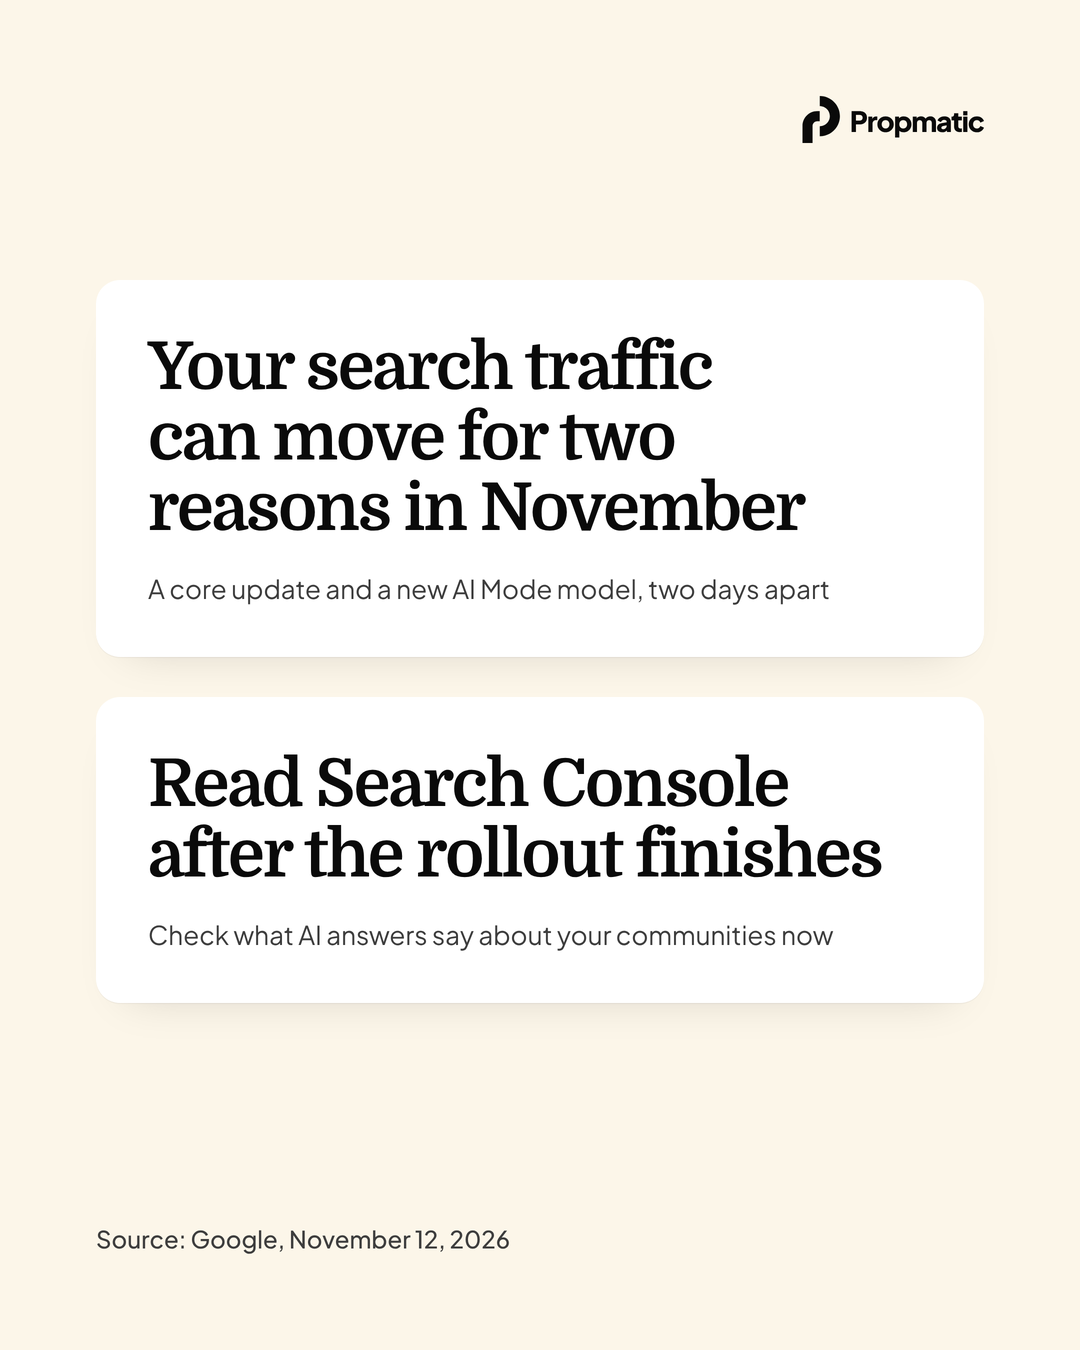 Propmatic
Your search traffic
can move for two
reasons in November
A core update and a new AI Mode model, two days apart
Read Search Console
after the rollout finishes
Check what AI answers say about your communities now
Source: Google, November 12, 2026